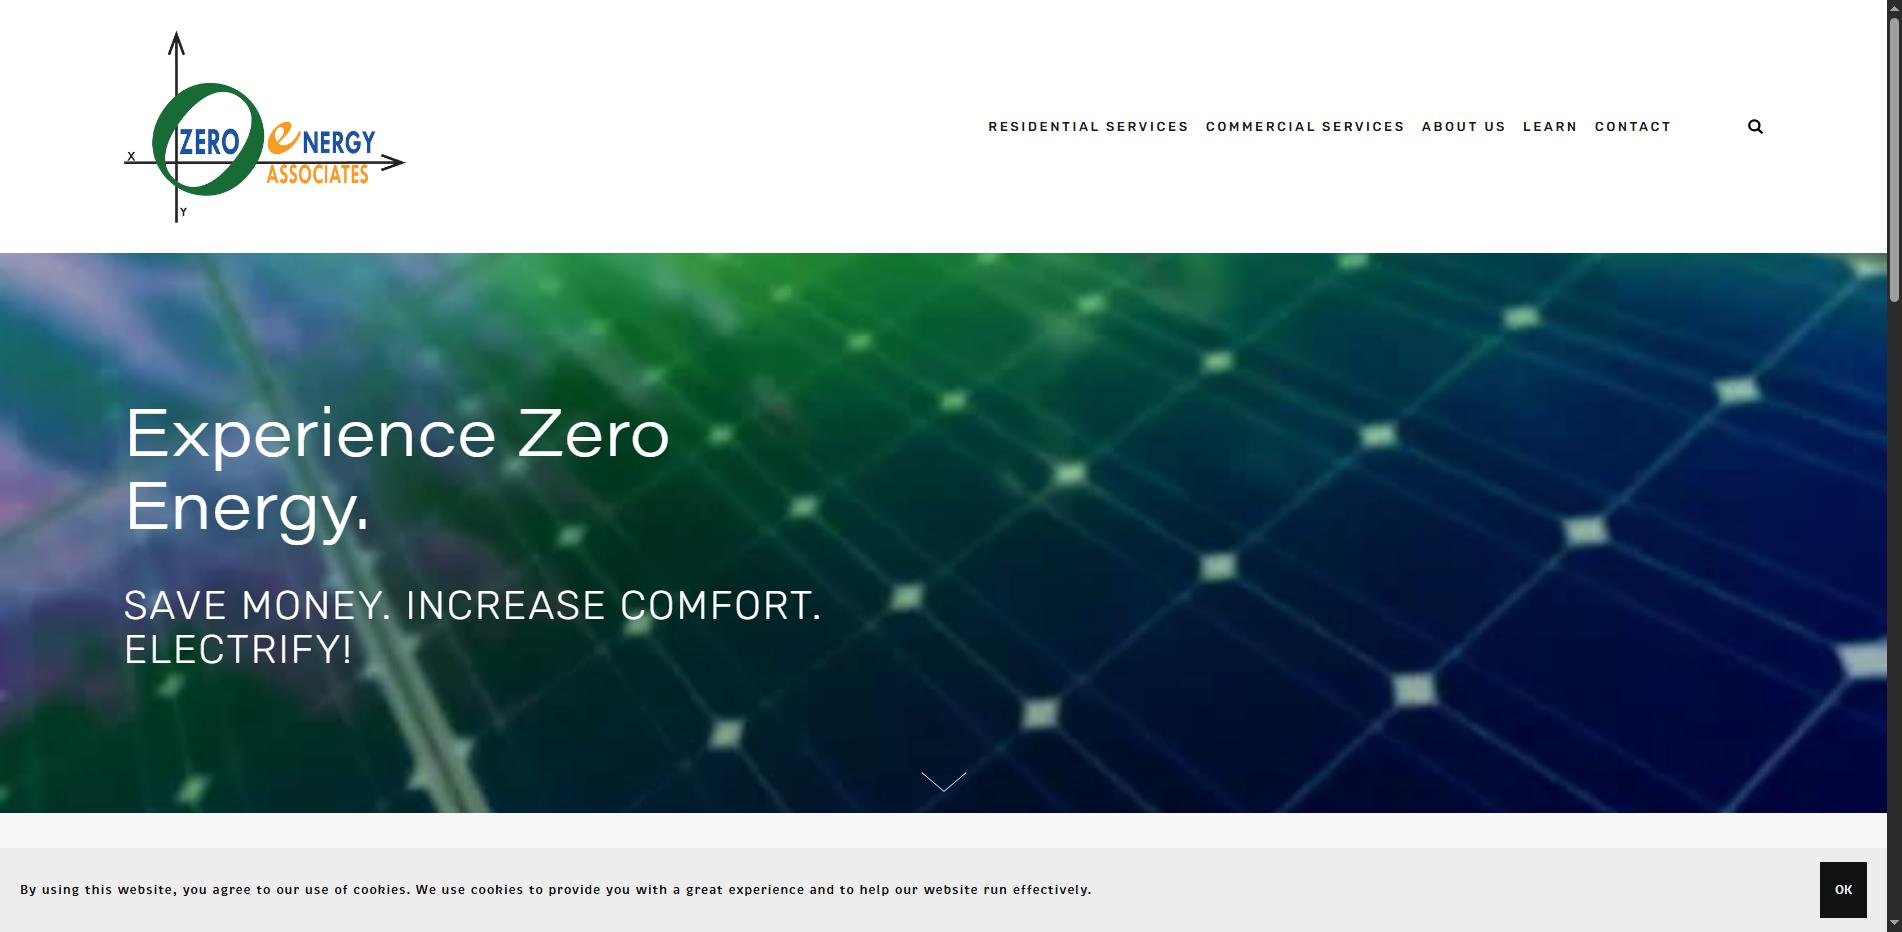 X
Y
ZERO eNERGY
ASSOCIATES
RESIDENTIAL SERVICES COMMERCIAL SERVICES ABOUT US LEARN CONTACT
Experience Zero
Energy.
SAVE MONEY. INCREASE COMFORT.
ELECTRIFY!
By using this website, you agree to our use of cookies. We use cookies to provide you with a great experience and to help our website run effectively.
OK